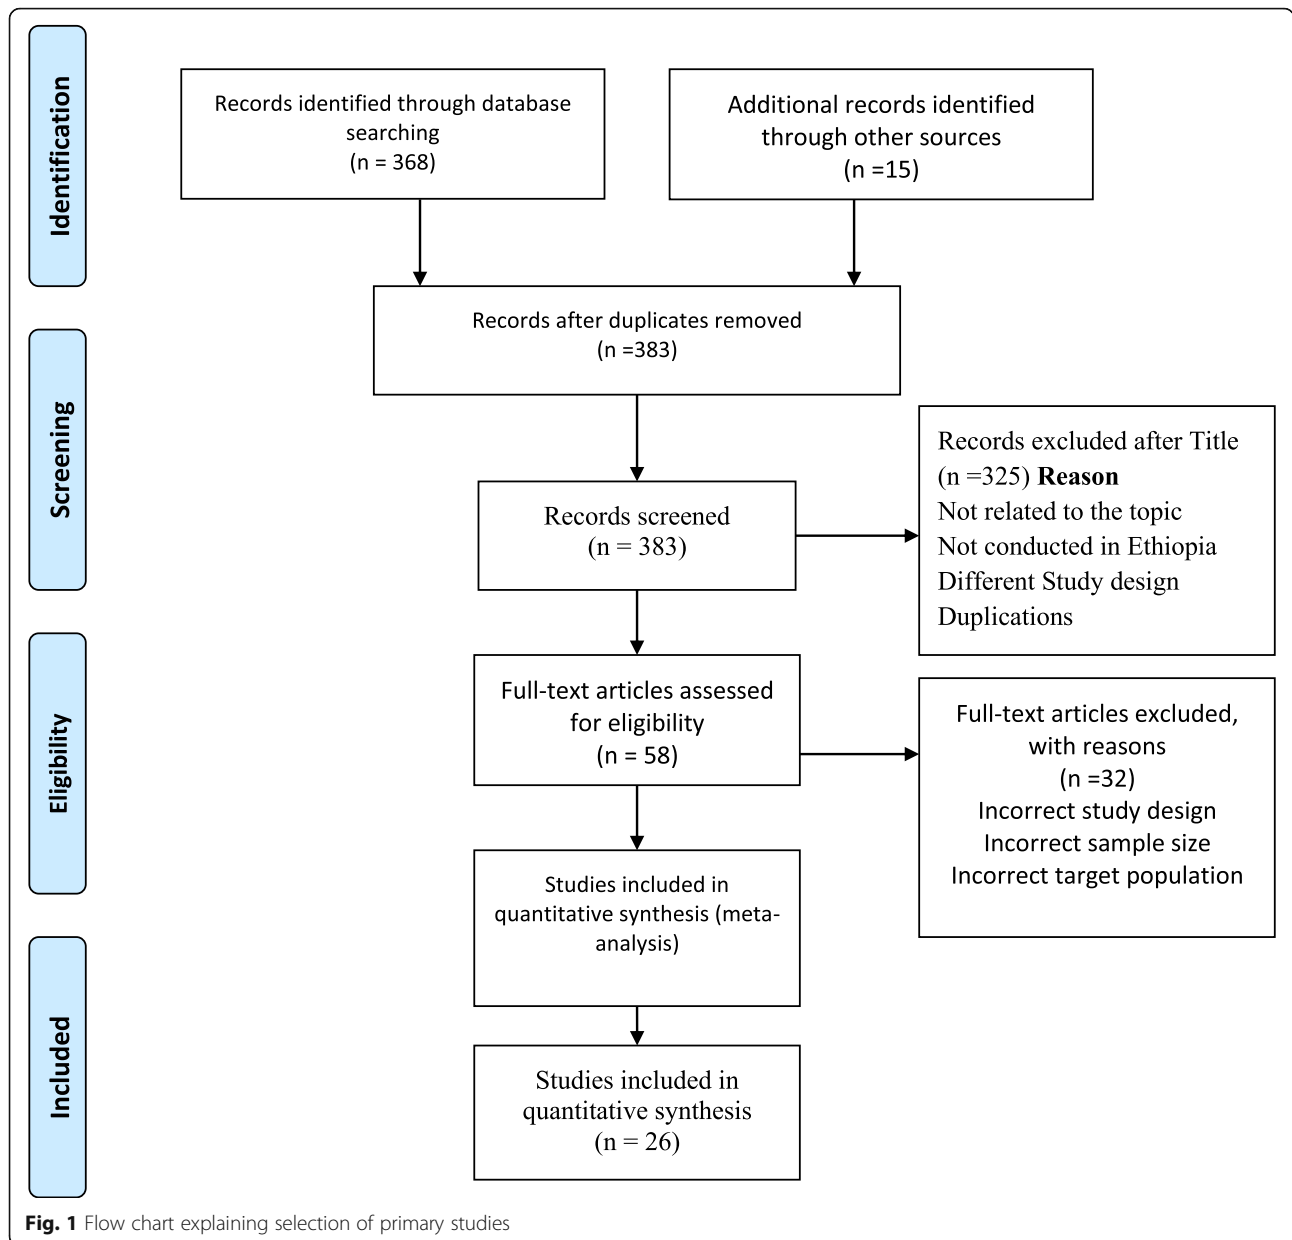 Identification
Records identified through database
searching
(n = 368)
Additional records identified
through other sources
(n =15)
Records after duplicates removed
(n =383)
Screening
Records screened
(n = 383)
Records excluded after Title
(n =325) Reason
Not related to the topic
Not conducted in Ethiopia
Different Study design
Duplications
Eligibility
Full-text articles assessed
for eligibility
(n = 58)
Full-text articles excluded,
with reasons
(n =32)
Incorrect study design
Incorrect sample size
Incorrect target population
Studies included in
quantitative synthesis (meta-
analysis)
Included
Studies included in
quantitative synthesis
(n = 26)
Fig. 1 Flow chart explaining selection of primary studies